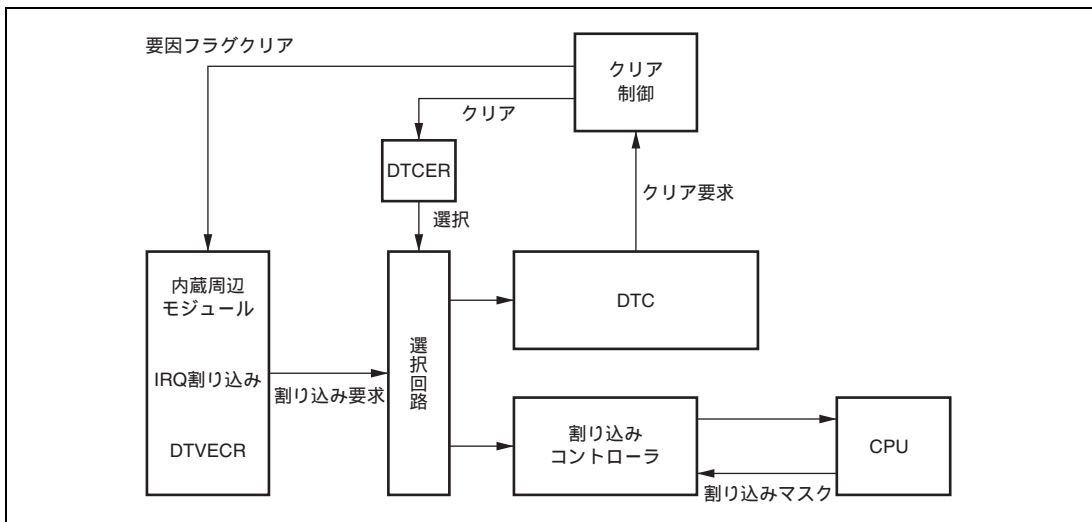 要因フラグクリア
クリア
制御
クリア
DTCER
クリア要求
選択
内蔵周辺
モジュール
IRQ割り込み
DTVECR
割り込み要求
選択回路
DTC
割り込み
コントローラ
CPU
割り込みマスク